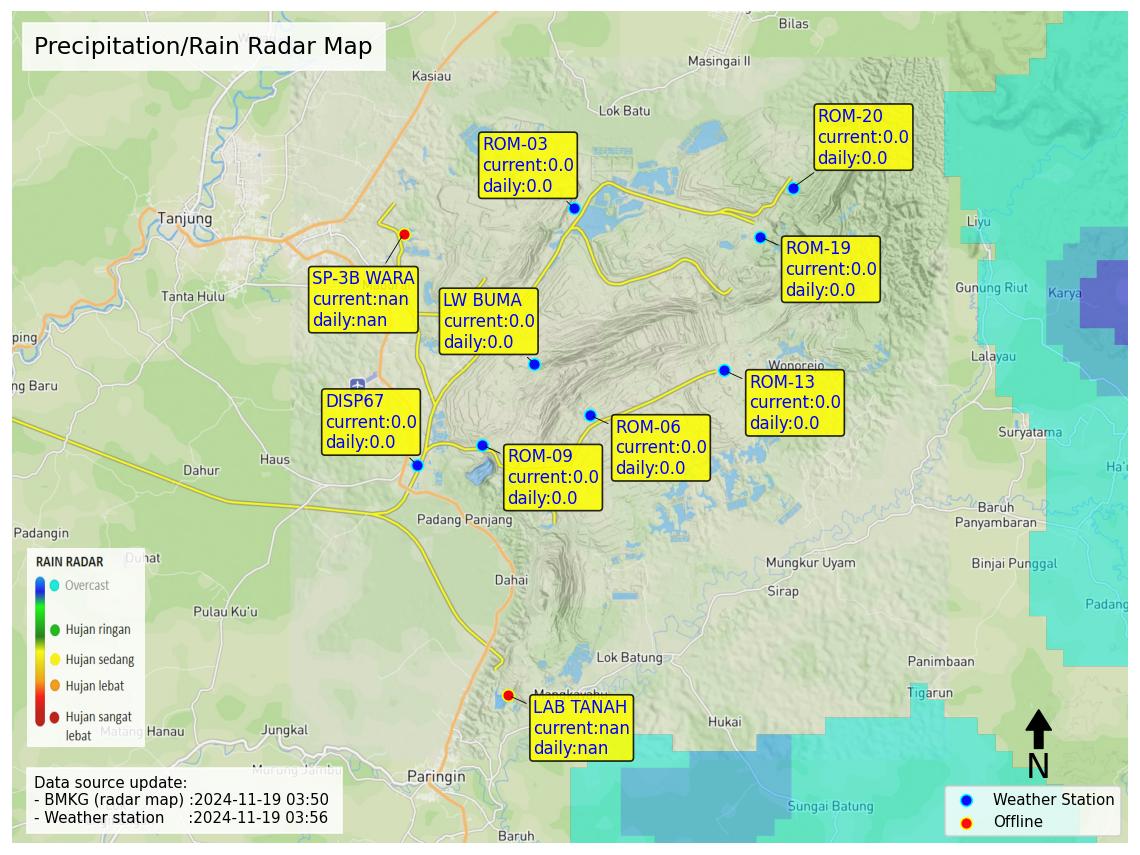 Precipitation/Rain Radar Map
Bilas
Masingai II
Kasiau
Lok Batu
ROM-20
current:0.0
daily:0.0
ROM-03
current:0.0
daily:0.0
Tanjung
Liyu
ROM-19
current:0.0
daily:0.0
SP-3B WARA
current:nan
daily:nan
Tanta Hulu
Gunung Riut
Karya
LW BUMA
current:0.0
daily:0.0
ping
Lalayau
Wonorejo
ng Baru
ROM-13
current:0.0
daily:0.0
DISP67
current:0.0
daily:0.0
ROM-06
current:0.0
daily:0.0
Suryatama
ROM-09
current:0.0
daily:0.0
Haus
Dahur
Ha'u
Baruh
Panyambaran
Padang Panjang
Padangin
Duhat
Mungkur Uyam
Binjai Punggal
RAIN RADAR
Overcast
Hujan ringan
Hujan sedang
Hujan lebat
Hujan sangat
lebat
Dahai
Sirap
Padang
Pulau Ku'u
Lok Batung
Panimbaan
Tigarun
LAB TANAH
current:nan
daily:nan
Hukai
Manau
Jungkal
N
Paringin
Sungai Batung
Data source update:
- BMKG (radar map) :2024-11-19 03:50
- Weather station :2024-11-19 03:56
Weather Station
Offline
Baruh